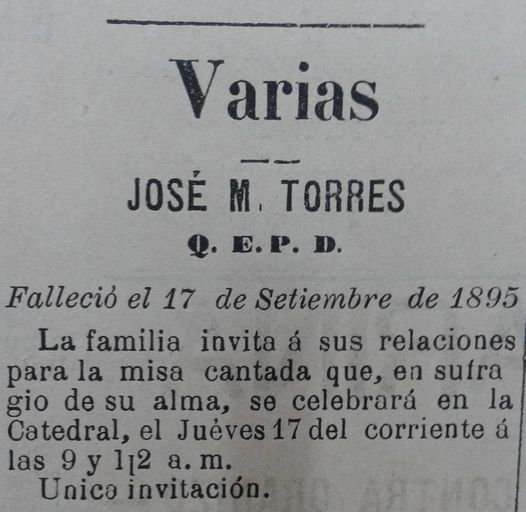 Varias
JOSÉ M. TORRES
Q. E. P. D.
Falleció el 17 de Setiembre de 1895
La familia invita á sus relaciones
para la misa cantada que, en sufra
gio de su alma, se celebrará en la
Catedral, el Juéves 17 del corriente á
las 9 y 1¡2 a. m.
Unica invitación.